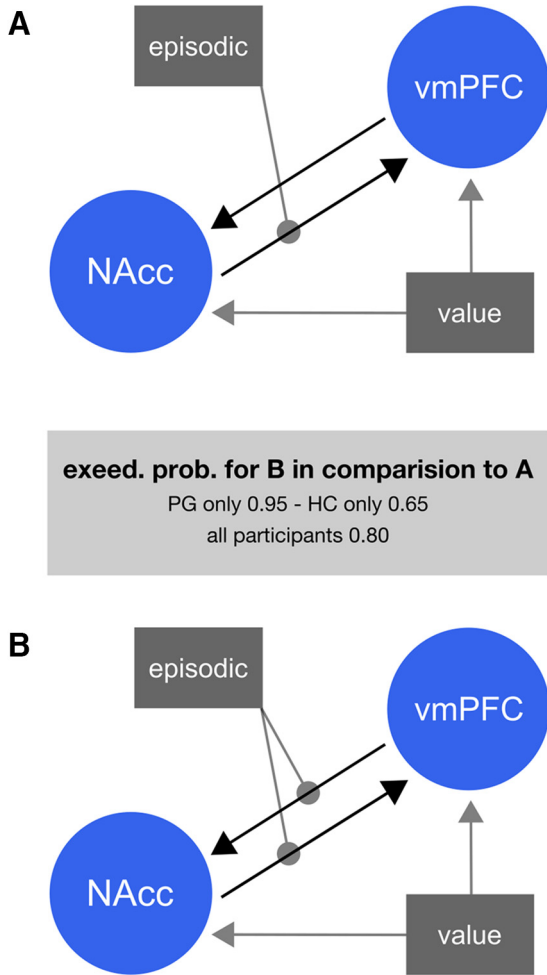 A
episodic
vmPFC
NAcc
value
exeed. prob. for B in comparision to A
PG only 0.95 - HC only 0.65
all participants 0.80
B
episodic
vmPFC
NAcc
value